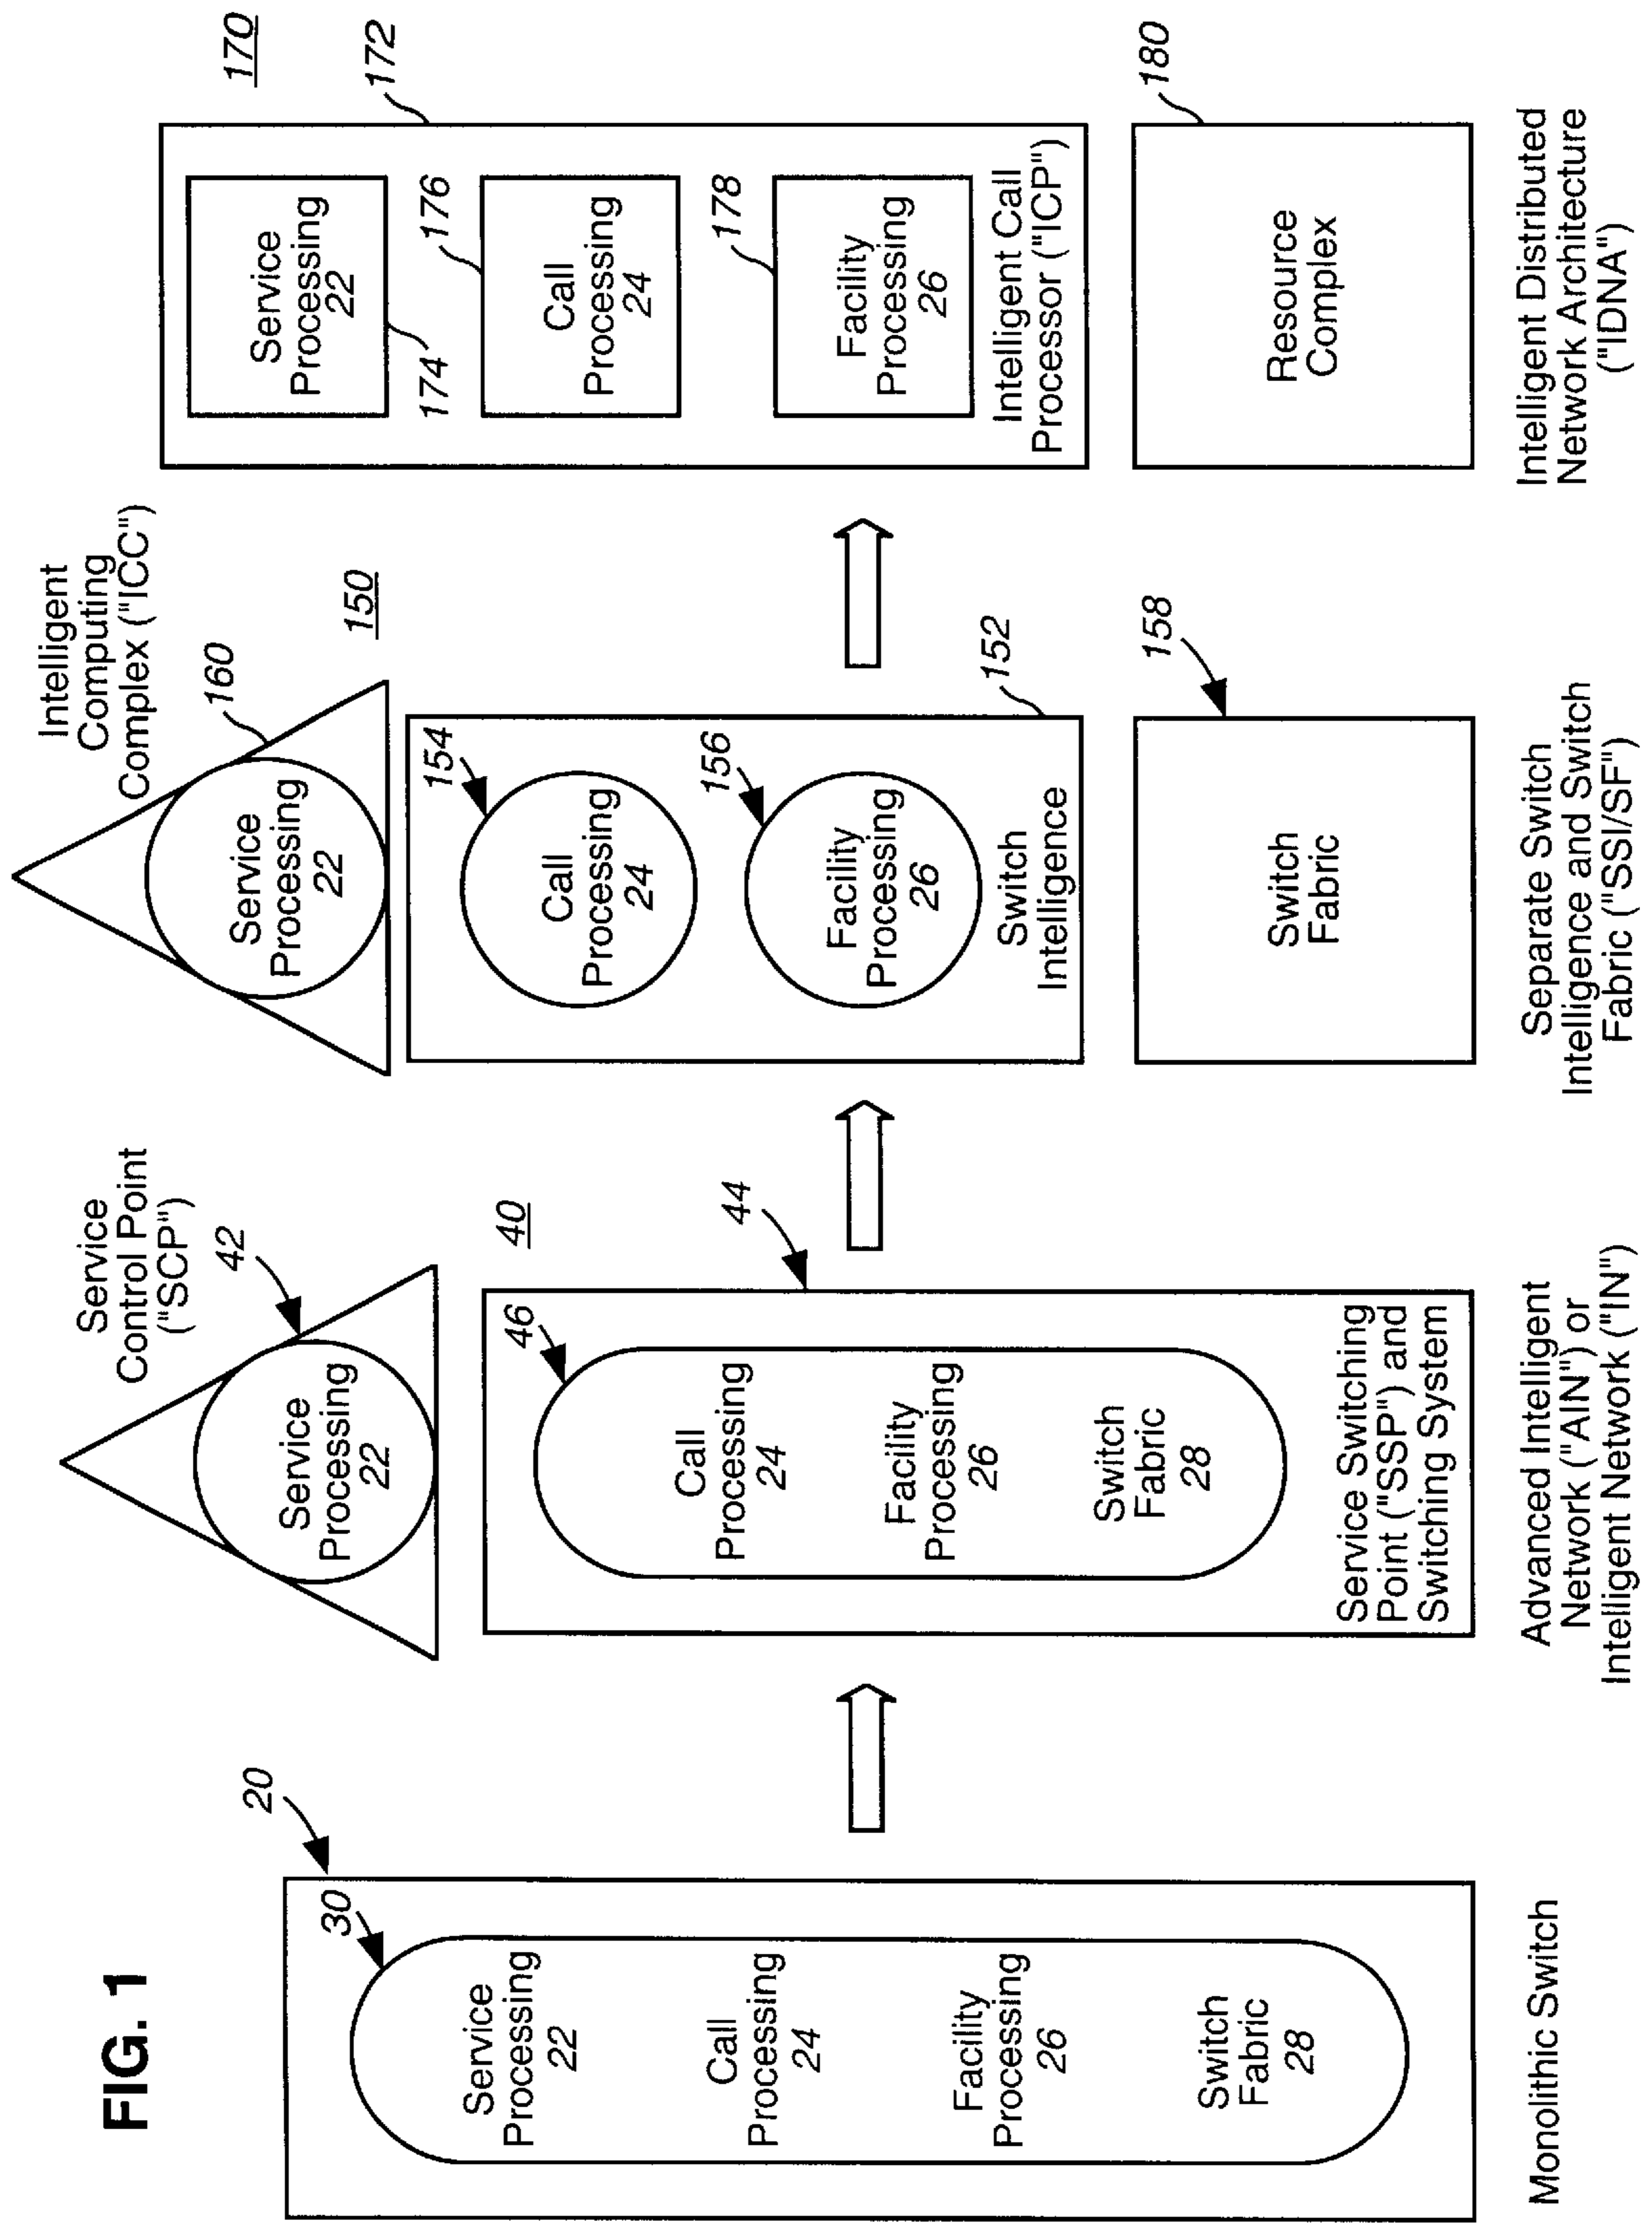 FIG. 1
20
30
Service
Processing
22
Call
Processing
24
Facility
Processing
26
Switch
Fabric
28
Monolithic Switch
Service
Control Point
("SCP")
42
Service
Processing
22
40
44
46
Call
Processing
24
Facility
Processing
26
Switch
Fabric
28
Service Switching
Point ("SSP") and
Switching System
Advanced Intelligent
Network ("AIN") or
Intelligent Network ("IN")
Intelligent
Computing
Complex ("ICC")
160
Service
Processing
22
150
154
Call
Processing
24
156
Facility
Processing
26
Switch
Intelligence
152
158
Switch
Fabric
Separate Switch
Intelligence and Switch
Fabric ("SSI/SF")
170
172
Service
Processing
22
174
176
Call
Processing
24
178
Facility
Processing
26
Intelligent Call
Processor ("ICP")
180
Resource
Complex
Intelligent Distributed
Network Architecture
("IDNA")